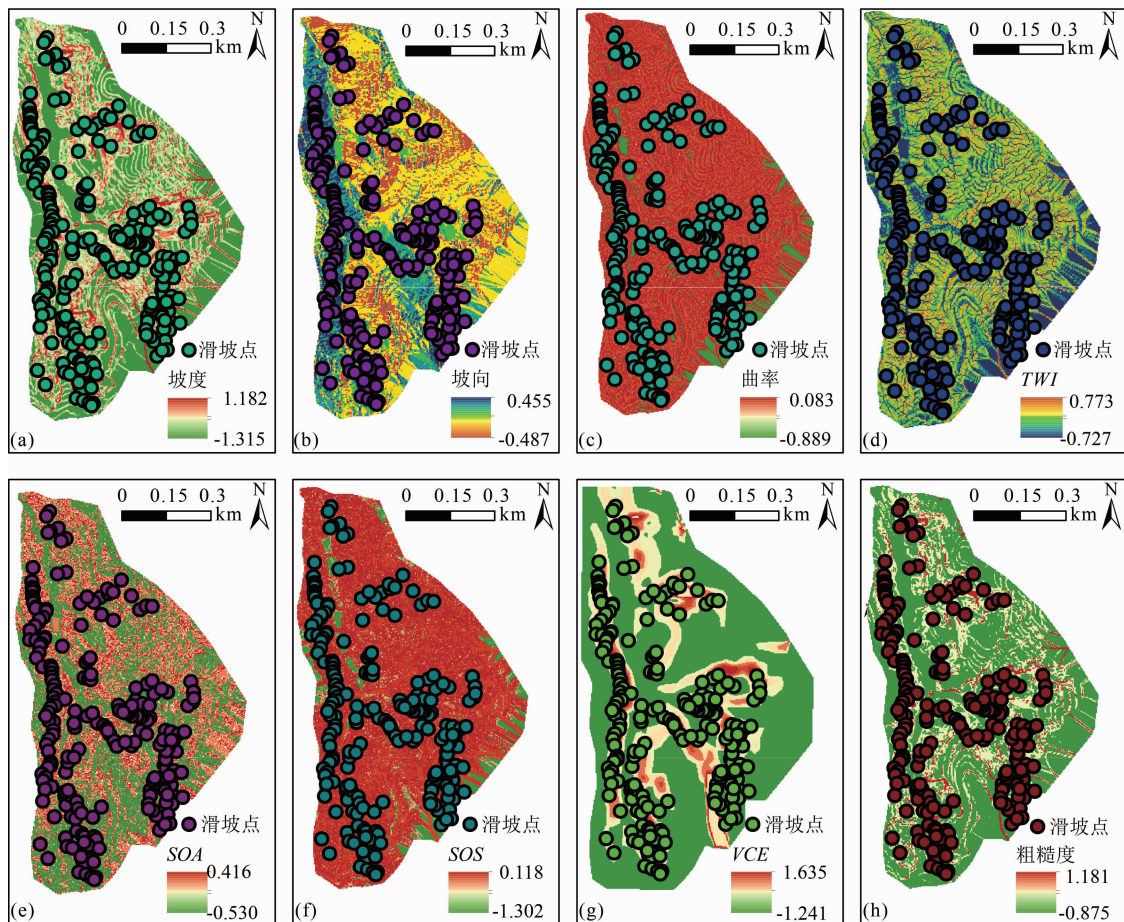 N
0 0.15 0.3
km
滑坡点
坡度
1.182
-1.315
(a)
N
0 0.15 0.3
km
滑坡点
坡向
0.455
-0.487
(b)
N
0 0.15 0.3
km
滑坡点
曲率
0.083
-0.889
(c)
N
0 0.15 0.3
km
滑坡点
TWI
0.773
-0.727
(d)
N
0 0.15 0.3
km
滑坡点
SOA
0.416
-0.530
(e)
N
0 0.15 0.3
km
滑坡点
SOS
0.118
-1.302
(f)
N
0 0.15 0.3
km
滑坡点
VCE
1.635
-1.241
(g)
N
0 0.15 0.3
km
滑坡点
粗糙度
1.181
-0.875
(h)